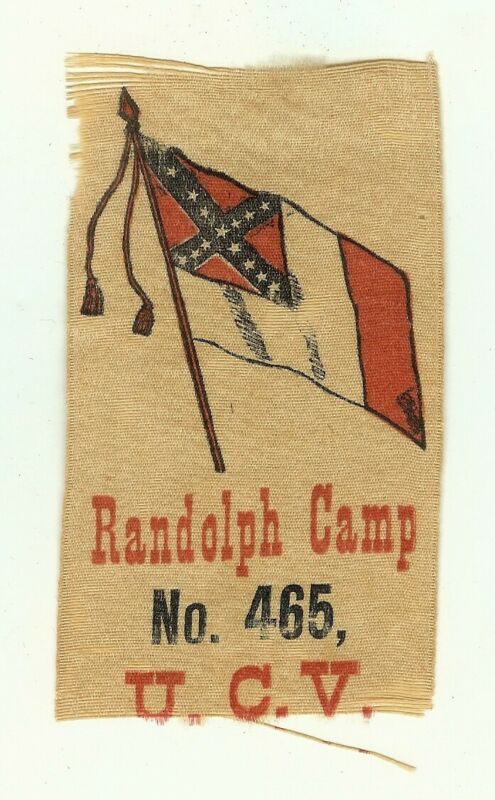 Randolph Camp
No. 465,
U. C. V.